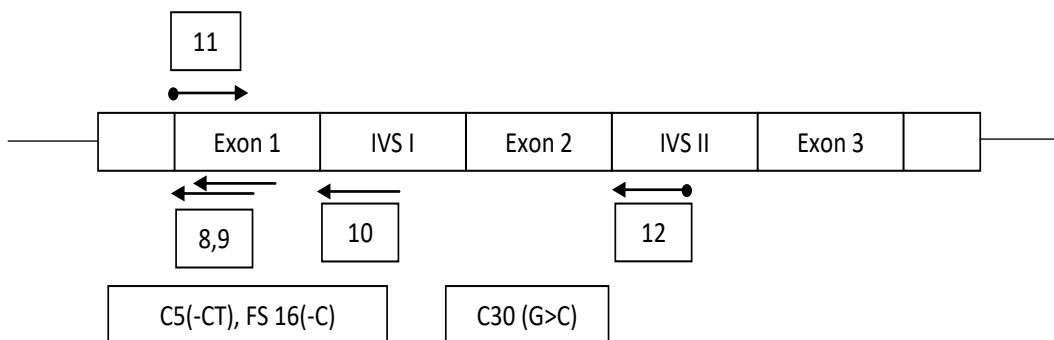 11
Exon 1
IVS I
Exon 2
IVS II
Exon 3
8,9
10
12
C5(-CT), FS 16(-C)
C30 (G>C)